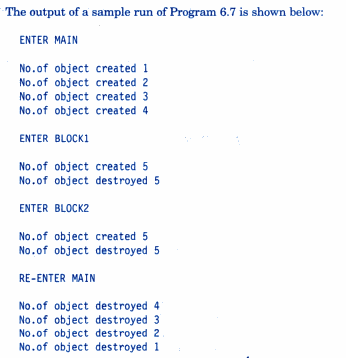 The output of a sample run of Program 6.7 is shown below:
ENTER MAIN
No.of object created 1
No.of object created 2
No.of object created 3
No.of object created 4
ENTER BLOCK1
No.of object created 5
No.of object destroyed 5
ENTER BLOCK2
No.of object created 5
No.of object destroyed 5
RE-ENTER MAIN
No.of object destroyed 4
No.of object destroyed 3
No.of object destroyed 2
No.of object destroyed 1